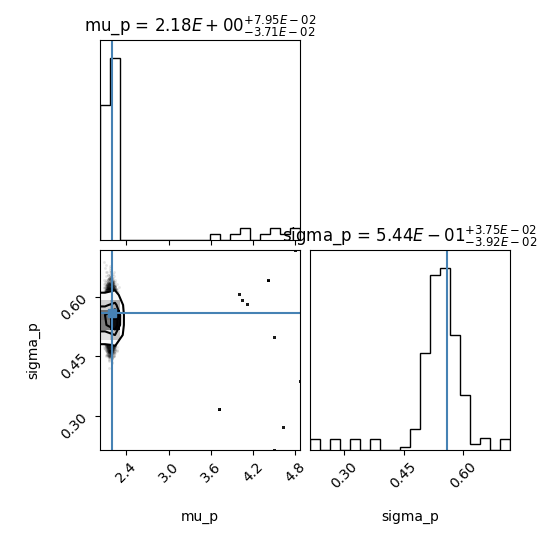 mu_p = 2.18E+00+7.95E-02
-3.71E-02
sigma_p = 5.44E-01+3.75E-02
-3.92E-02
0.60
0.45
0.30
sigma_p
2.4
3.0
3.6
4.2
4.8
mu_p
0.30
0.45
0.60
sigma_p